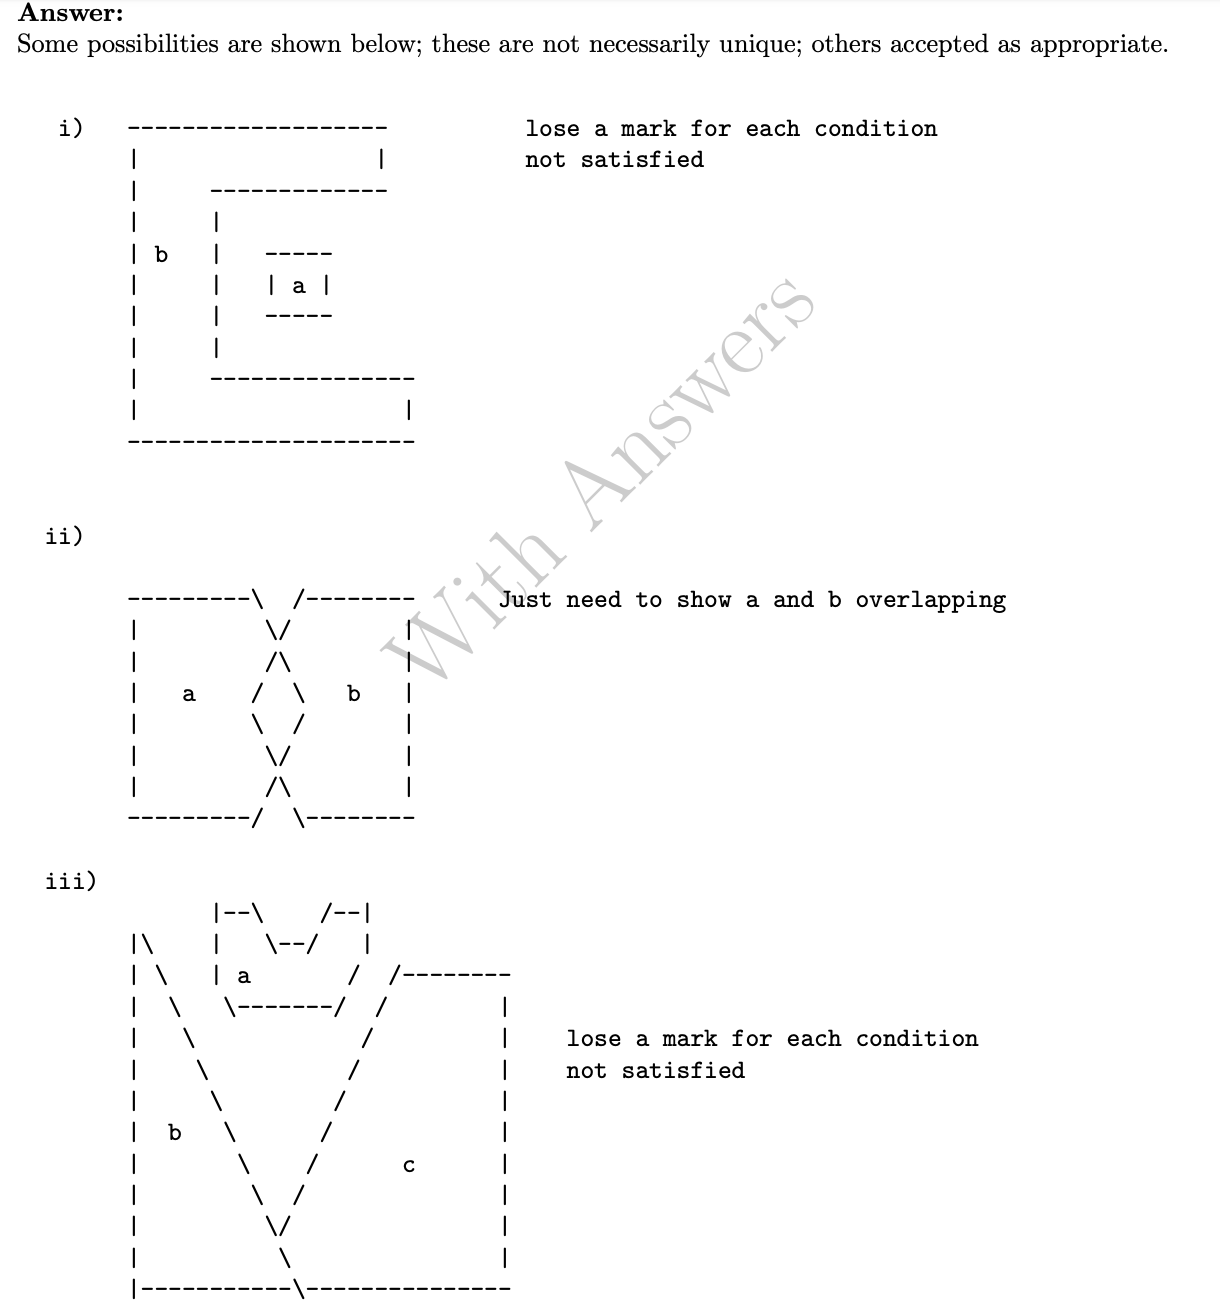 Answer:
Some possibilities are shown below; these are not necessarily unique; others accepted as appropriate.
i) ------------------- lose a mark for each condition
| | not satisfied
| -------------
| |
| b | -----
| | | a |
| | -----
| |
| ---------------
| |
---------------------
ii)
---------\ /-------- Just need to show a and b overlapping
| \/ |
| /\ |
| a / \ b |
| \ / |
| \/ |
| /\ |
---------/ \--------
iii)
|--\ /--|
|\ | \--/ |
| \ | a / /--------
| \ \-------/ / |
| \ / | lose a mark for each condition
| \ / | not satisfied
| \ / |
| b \ / |
| \ / c |
| \ / |
| \/ |
| \ |
|-----------\---------------
With Answers